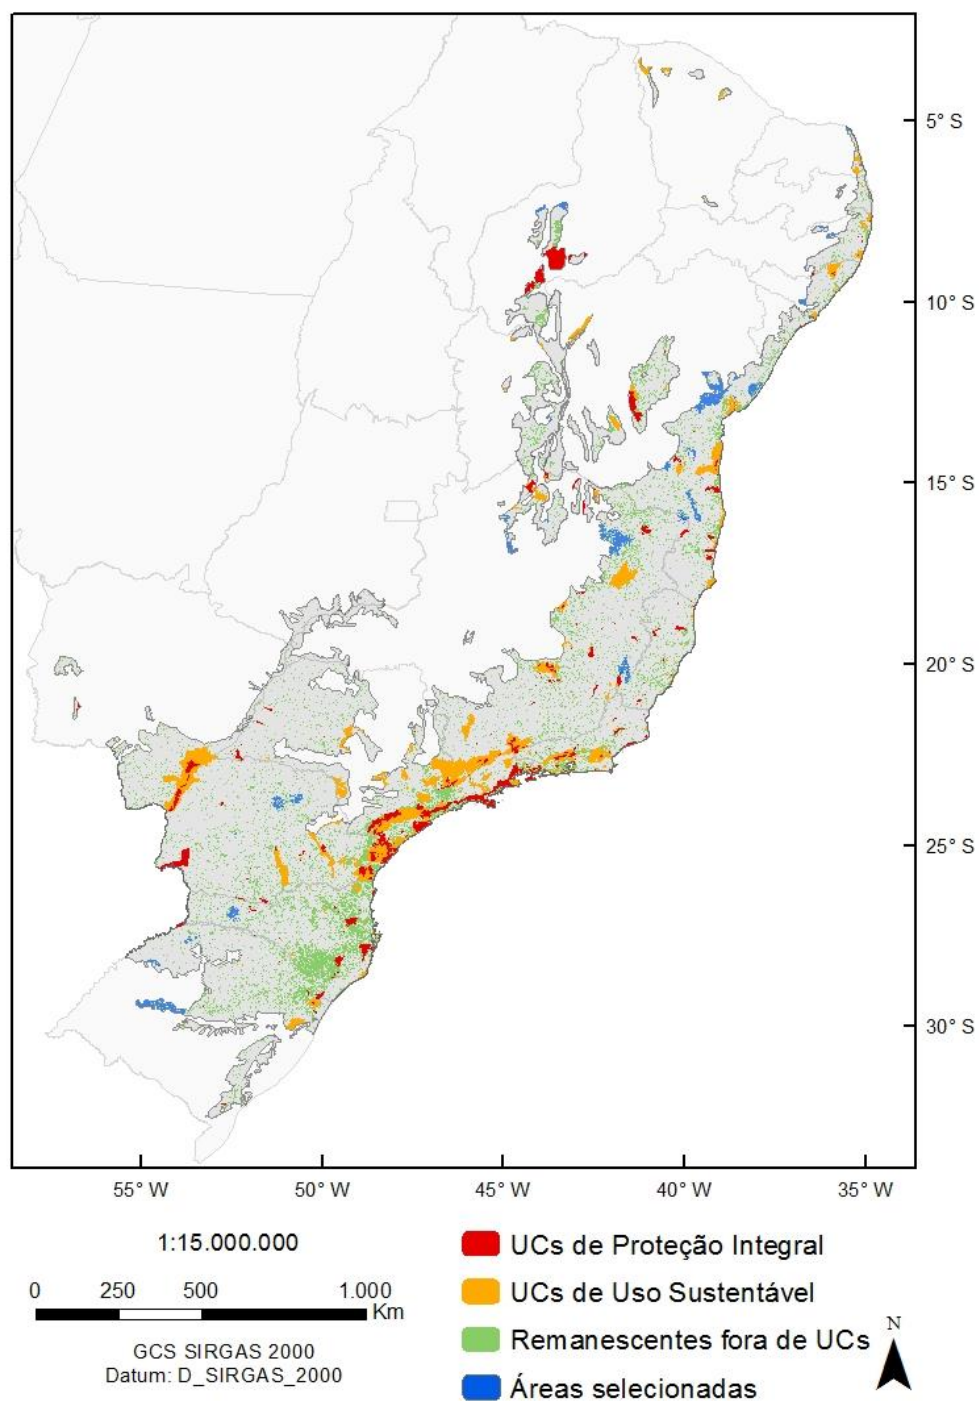 5° S
10° S
15° S
20° S
25° S
30° S
55° W
50° W
45° W
40° W
35° W
1:15.000.000
0 250 500 1.000
Km
GCS SIRGAS 2000
Datum: D_SIRGAS_2000
UCs de Proteção Integral
UCs de Uso Sustentável
Remanescentes fora de UCs
Áreas selecionadas
N